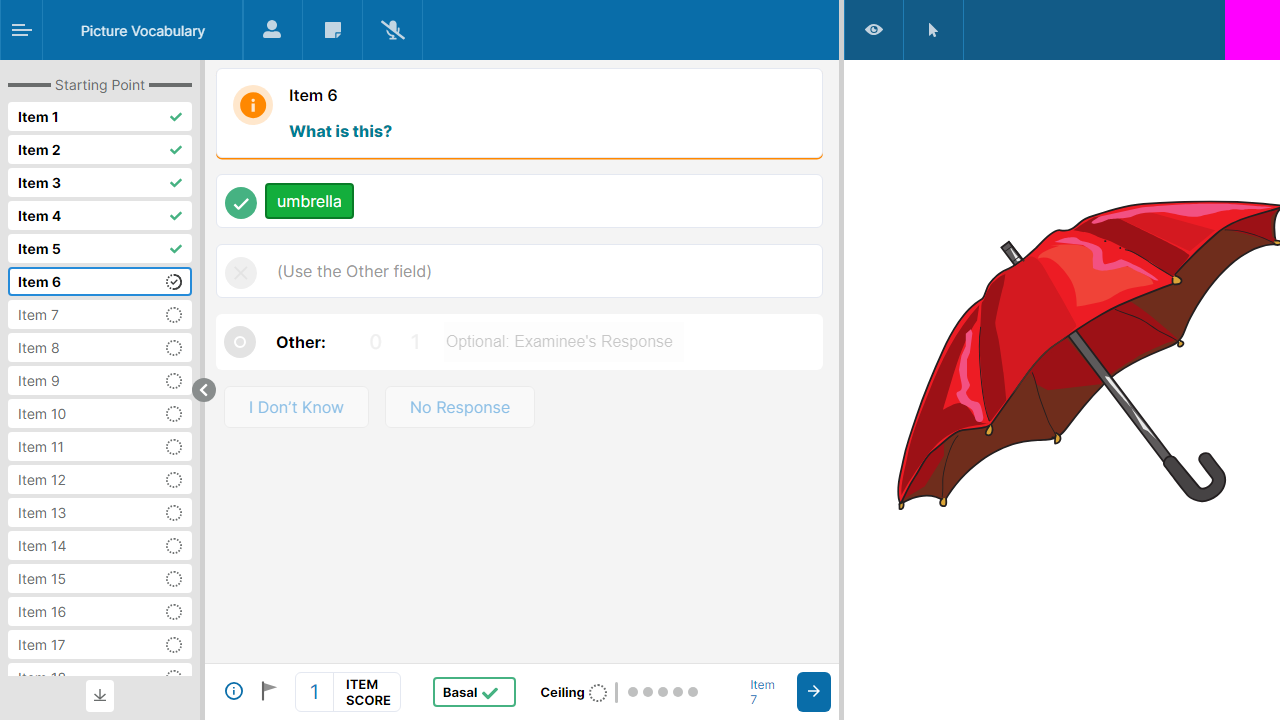 Picture Vocabulary
Starting Point
Item 1
Item 2
Item 3
Item 4
Item 5
Item 6
Item 7
Item 8
Item 9
Item 10
Item 11
Item 12
Item 13
Item 14
Item 15
Item 16
Item 17
Item 18
Item 6
What is this?
umbrella
(Use the Other field)
Other: 0 1 Optional: Examinee's Response
I Don't Know No Response
1 ITEM SCORE
Basal
Ceiling
Item 7